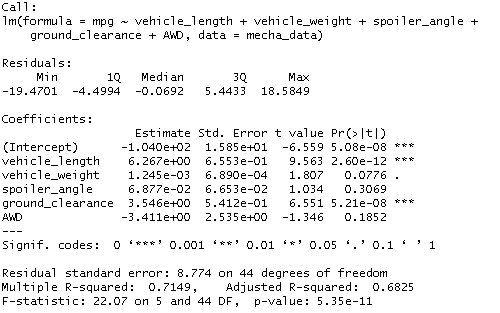 Call:
lm(formula = mpg ~ vehicle_length + vehicle_weight + spoiler_angle +
    ground_clearance + AWD, data = mecha_data)

Residuals:
     Min       1Q   Median       3Q      Max
-19.4701  -4.4994  -0.0692   5.4433  18.5849

Coefficients:
                   Estimate Std. Error t value Pr(>|t|)
(Intercept)      -1.040e+02  1.585e+01  -6.559 5.08e-08 ***
vehicle_length    6.267e+00  6.553e-01   9.563 2.60e-12 ***
vehicle_weight    1.245e-03  6.890e-04   1.807   0.0776 .
spoiler_angle     6.877e-02  6.653e-02   1.034   0.3069
ground_clearance  3.546e+00  5.412e-01   6.551 5.21e-08 ***
AWD              -3.411e+00  2.535e+00  -1.346   0.1852
---
Signif. codes:  0 ‘***’ 0.001 ‘**’ 0.01 ‘*’ 0.05 ‘.’ 0.1 ‘ ’ 1

Residual standard error: 8.774 on 44 degrees of freedom
Multiple R-squared:  0.7149,    Adjusted R-squared:  0.6825
F-statistic: 22.07 on 5 and 44 DF,  p-value: 5.35e-11